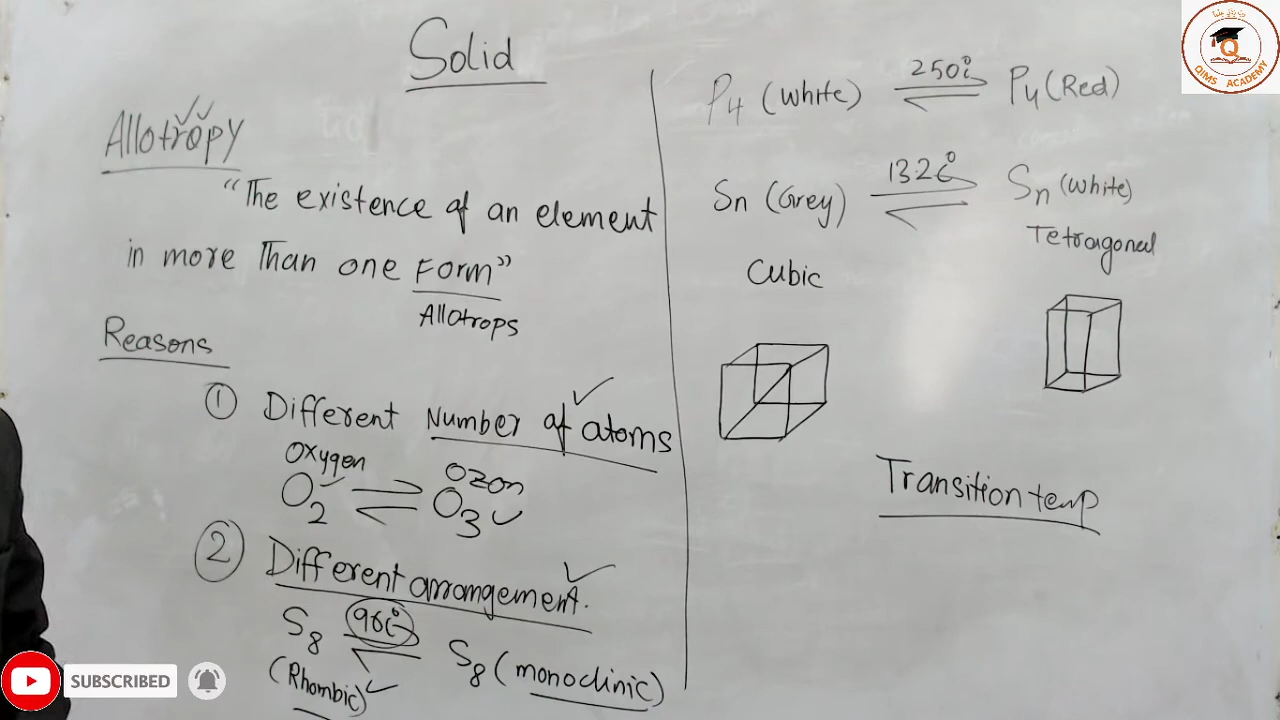 Solid
Allotropy
"The existence of an element
in more than one Form"
Allotrops
Reasons
① Different Number of atoms
Oxygen Ozon
O₂ ⇌ O₃
② Different arrangement.
S₈ ⇌ S₈ (monoclinic)
(Rhombic)
250°C
P₄ (White) ⇌ P₄ (Red)
13.2°C
Sn (Grey) ⇌ Sn (White)
Tetragonal
Cubic
Transition temp
QIMS ACADEMY
Q
SUBSCRIBED